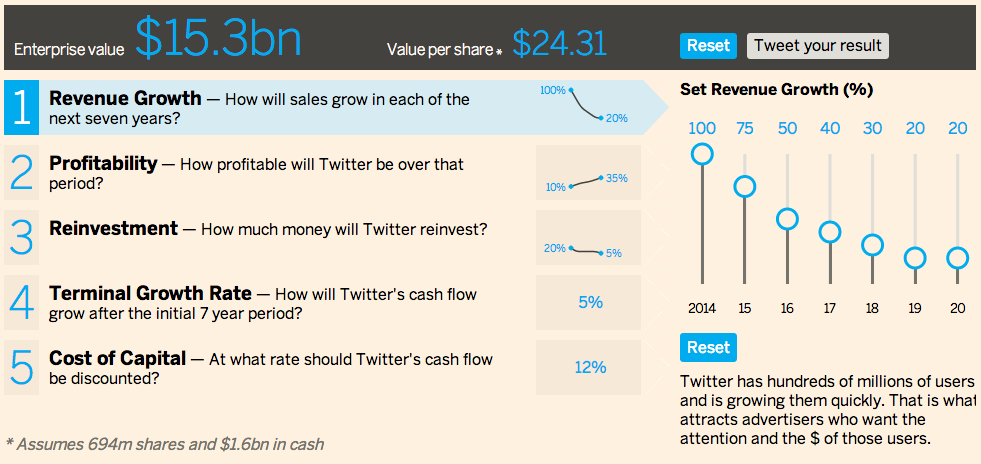 Enterprise value $15.3bn Value per share * $24.31 Reset Tweet your result
1 Revenue Growth — How will sales grow in each of the
next seven years?
100%
20%
2 Profitability — How profitable will Twitter be over that
period?
10%
35%
3 Reinvestment — How much money will Twitter reinvest?
20%
5%
4 Terminal Growth Rate — How will Twitter's cash flow
grow after the initial 7 year period?
5%
5 Cost of Capital — At what rate should Twitter's cash flow
be discounted?
12%
* Assumes 694m shares and $1.6bn in cash
Set Revenue Growth (%)
100 75 50 40 30 20 20
2014 15 16 17 18 19 20
Reset
Twitter has hundreds of millions of users
and is growing them quickly. That is what
attracts advertisers who want the
attention and the $ of those users.